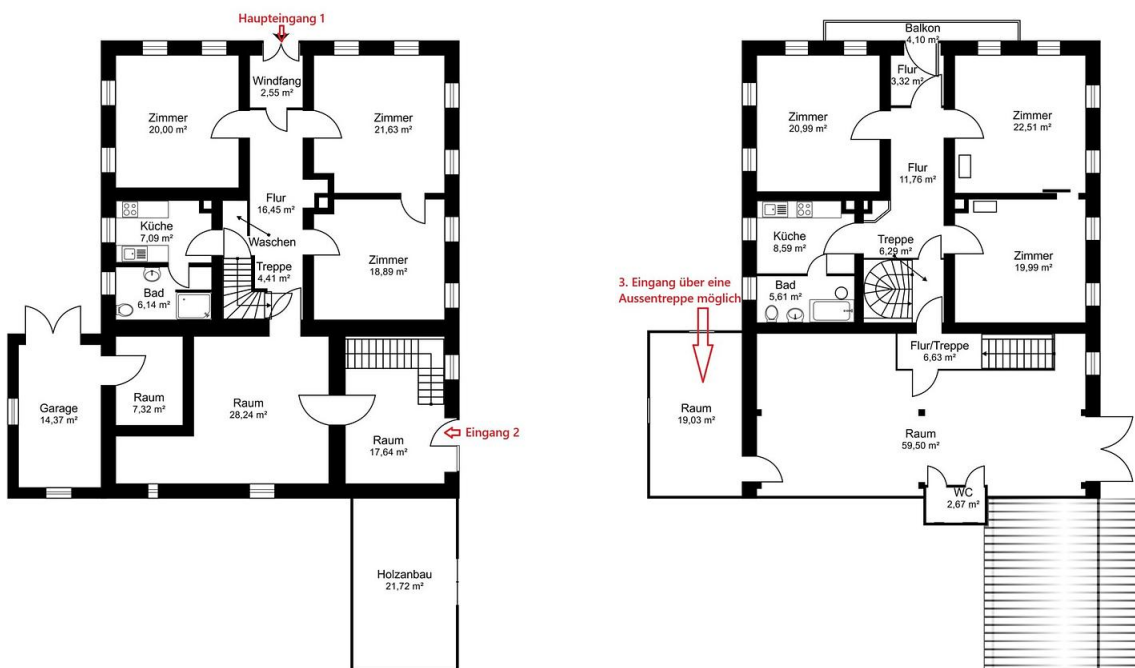 Haupteingang 1
Windfang
2,55 m²
Zimmer
20,00 m²
Zimmer
21,63 m²
Flur
16,45 m²
Küche
7,09 m²
Waschen
Treppe
4,41 m²
Zimmer
18,89 m²
Bad
6,14 m²
Garage
14,37 m²
Raum
7,32 m²
Raum
28,24 m²
Raum
17,64 m²
Eingang 2
Holzanbau
21,72 m²
Balkon
4,10 m²
Flur
3,32 m²
Zimmer
20,99 m²
Zimmer
22,51 m²
Flur
11,76 m²
Küche
8,59 m²
Treppe
6,29 m²
Zimmer
19,99 m²
Bad
5,61 m²
3. Eingang über eine
Aussentreppe möglich
Flur/Treppe
6,63 m²
Raum
19,03 m²
Raum
59,50 m²
WC
2,67 m²